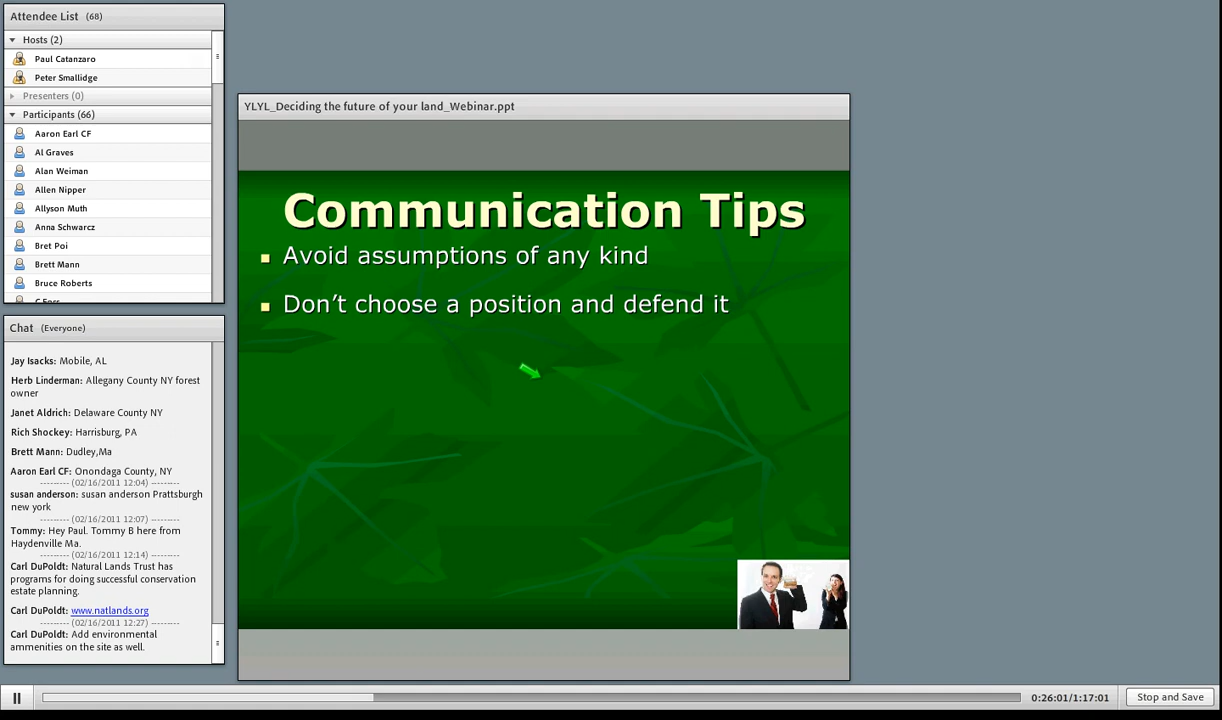 Attendee List (68)
Hosts (2)
Paul Catanzaro
Peter Smallidge
Presenters (0)
Participants (66)
Aaron Earl CF
Al Graves
Alan Weiman
Allen Nipper
Allyson Muth
Anna Schwarcz
Bret Poi
Brett Mann
Bruce Roberts
Chat (Everyone)
Jay Isacks: Mobile, AL
Herb Linderman: Allegany County NY forest
owner
Janet Aldrich: Delaware County NY
Rich Shockey: Harrisburg, PA
Brett Mann: Dudley,Ma
Aaron Earl CF: Onondaga County, NY
--------- (02/16/2011 12:04) ---------
susan anderson: susan anderson Prattsburgh
new york
--------- (02/16/2011 12:07) ---------
Tommy: Hey Paul. Tommy B here from
Haydenville Ma.
--------- (02/16/2011 12:14) ---------
Carl DuPoldt: Natural Lands Trust has
programs for doing successful conservation
estate planning.
Carl DuPoldt: www.natlands.org
--------- (02/16/2011 12:27) ---------
Carl DuPoldt: Add environmental
ammenities on the site as well.
YLYL_Deciding the future of your land_Webinar.ppt
Communication Tips
Avoid assumptions of any kind
Don't choose a position and defend it
0:26:01/1:17:01
Stop and Save